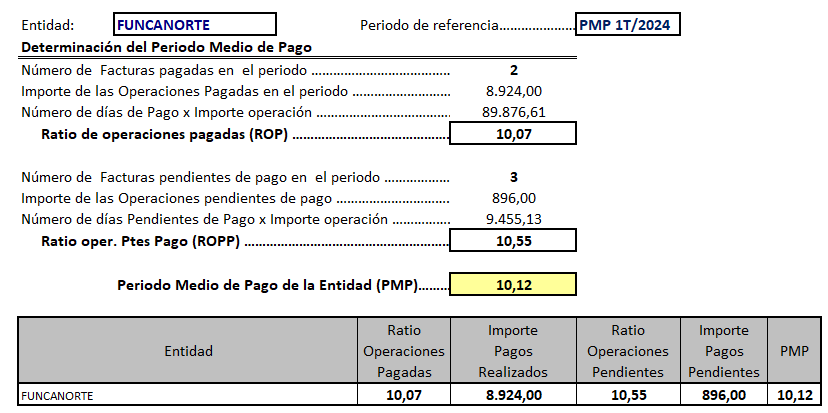 Entidad: FUNCANORTE Periodo de referencia........................ PMP 1T/2024
Determinación del Periodo Medio de Pago
Número de Facturas pagadas en el periodo ........................................ 2
Importe de las Operaciones Pagadas en el periodo ........................... 8.924,00
Número de días de Pago x Importe operación ..................................... 89.876,61
Ratio de operaciones pagadas (ROP) ............................................. 10,07
Número de Facturas pendientes de pago en el periodo .................. 3
Importe de las Operaciones pendientes de pago ............................... 896,00
Número de días Pendientes de Pago x Importe operación ................ 9.455,13
Ratio oper. Ptes Pago (ROPP) ........................................................ 10,55
Periodo Medio de Pago de la Entidad (PMP)......... 10,12
Entidad Ratio Operaciones Pagadas Importe Pagos Realizados Ratio Operaciones Pendientes Importe Pagos Pendientes PMP
FUNCANORTE 10,07 8.924,00 10,55 896,00 10,12